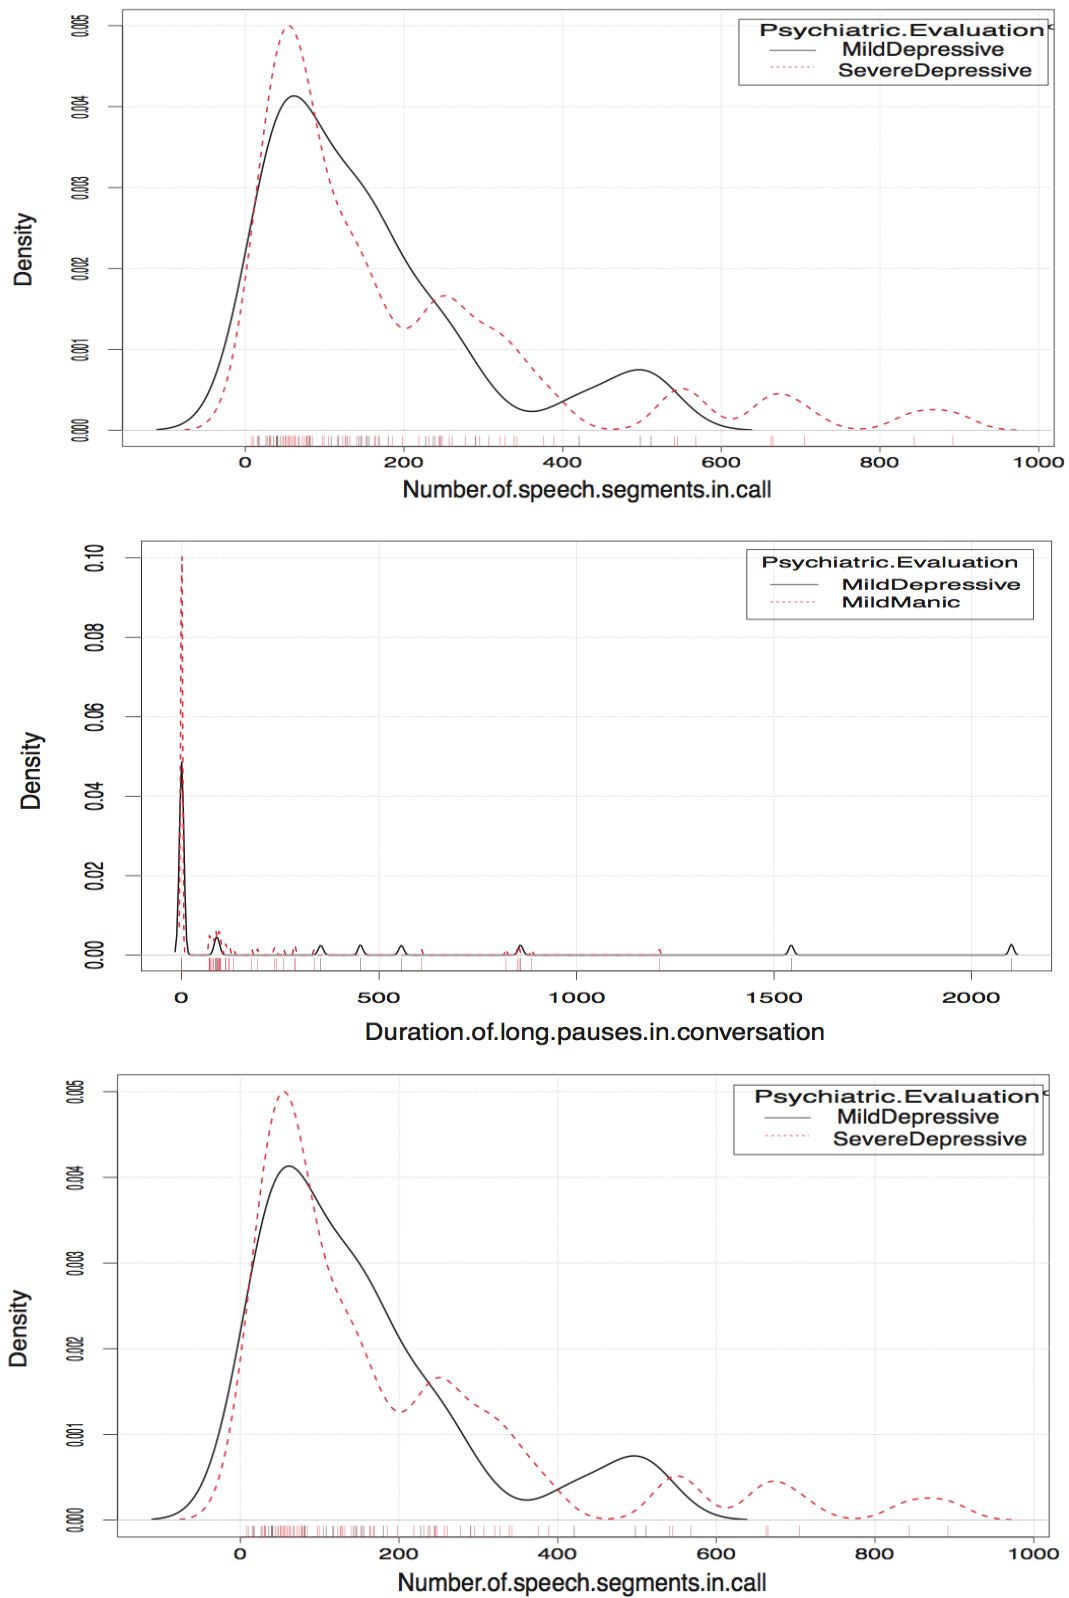 Psychiatric.Evaluation
MildDepressive
SevereDepressive
Density
0.005
0.004
0.003
0.002
0.001
0.000
0 200 400 600 800 1000
Number.of.speech.segments.in.call
Psychiatric.Evaluation
MildDepressive
MildManic
Density
0.10
0.08
0.06
0.04
0.02
0.00
0 500 1000 1500 2000
Duration.of.long.pauses.in.conversation
Psychiatric.Evaluation
MildDepressive
SevereDepressive
Density
0.005
0.004
0.003
0.002
0.001
0.000
0 200 400 600 800 1000
Number.of.speech.segments.in.call